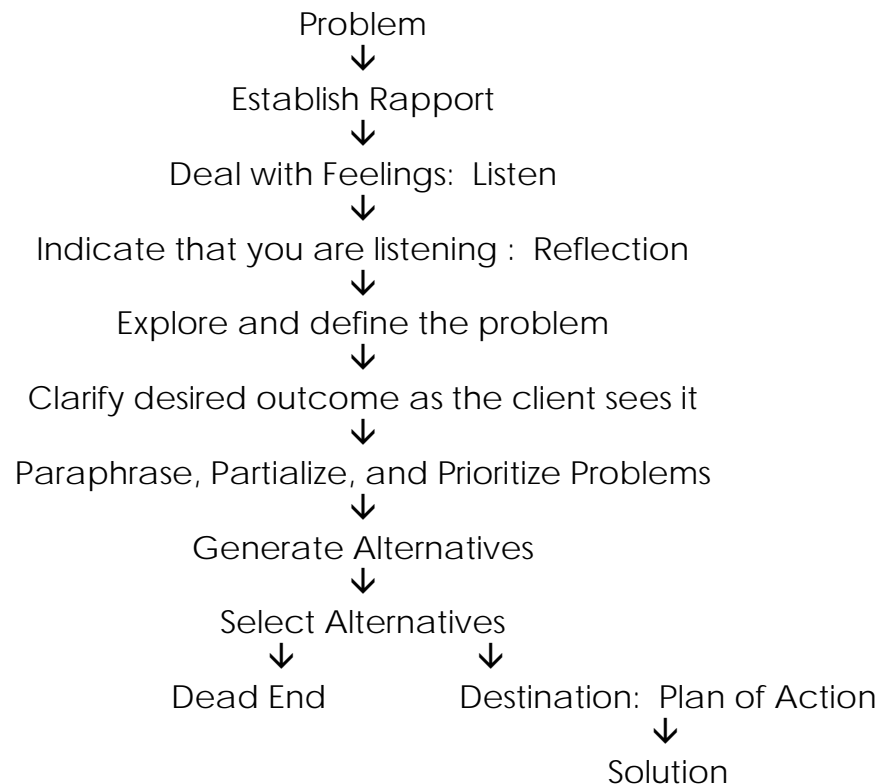 Problem
↓
Establish Rapport
↓
Deal with Feelings:  Listen
↓
Indicate that you are listening :  Reflection
↓
Explore and define the problem
↓
Clarify desired outcome as the client sees it
↓
Paraphrase, Partialize, and Prioritize Problems
↓
Generate Alternatives
↓
Select Alternatives
↓ ↓
Dead End Destination:  Plan of Action
↓
Solution